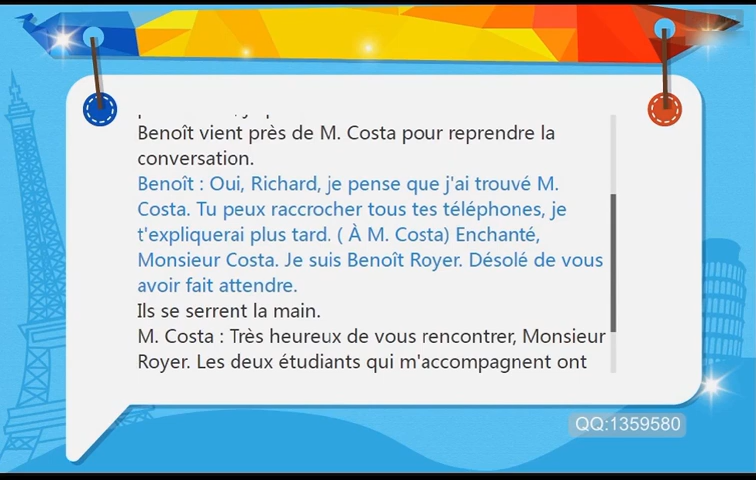 Benoît vient près de M. Costa pour reprendre la
conversation.
Benoît : Oui, Richard, je pense que j'ai trouvé M.
Costa. Tu peux raccrocher tous tes téléphones, je
t'expliquerai plus tard. ( À M. Costa) Enchanté,
Monsieur Costa. Je suis Benoît Royer. Désolé de vous
avoir fait attendre.
Ils se serrent la main.
M. Costa : Très heureux de vous rencontrer, Monsieur
Royer. Les deux étudiants qui m'accompagnent ont
QQ:1359580